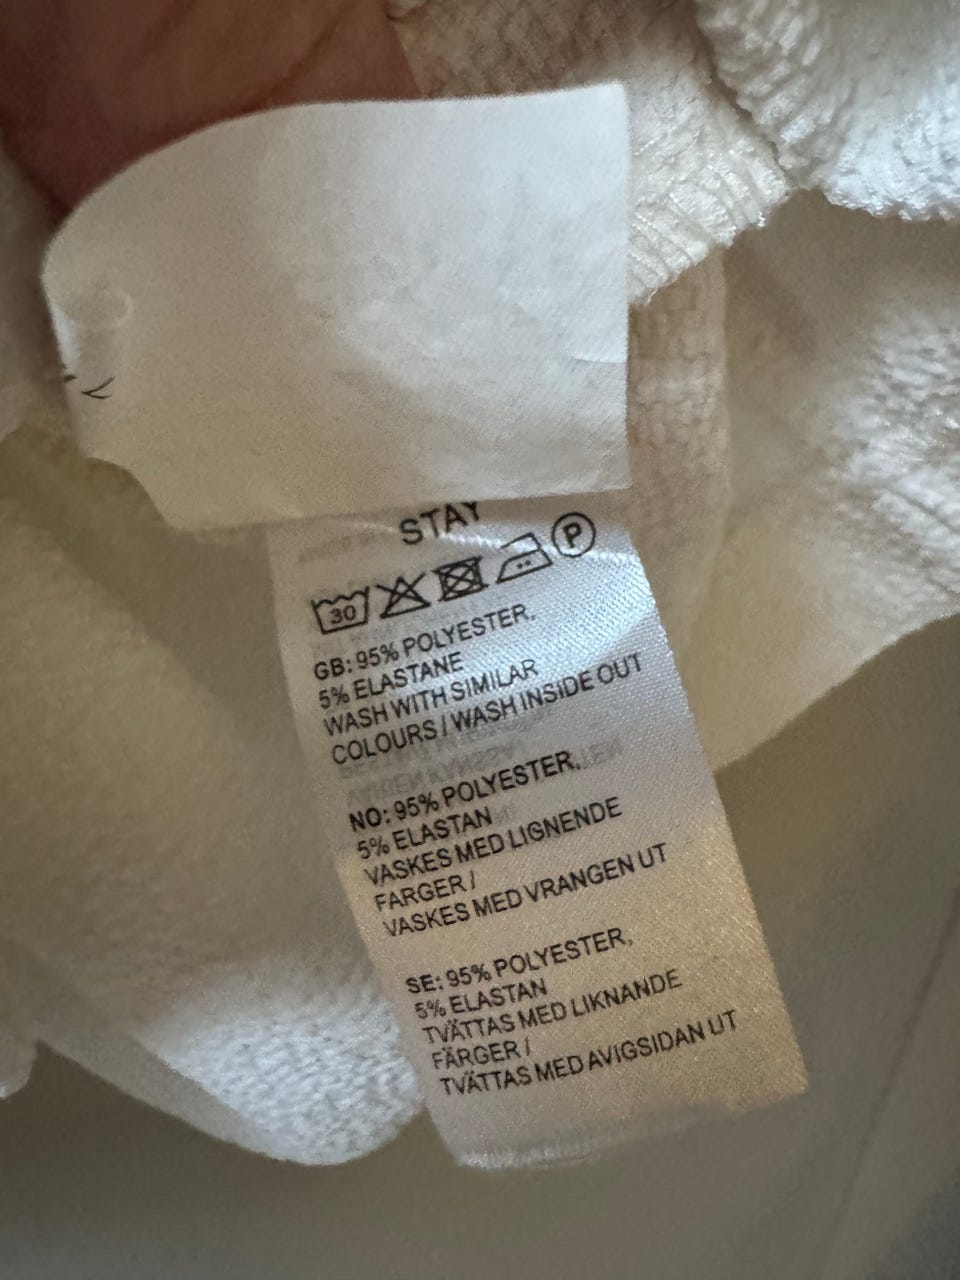 STAY
30 P
GB: 95% POLYESTER,
5% ELASTANE
WASH WITH SIMILAR
COLOURS / WASH INSIDE OUT
NO: 95% POLYESTER,
5% ELASTAN
VASKES MED LIGNENDE
FARGER /
VASKES MED VRANGEN UT
SE: 95% POLYESTER,
5% ELASTAN
TVÄTTAS MED LIKNANDE
FÄRGER /
TVÄTTAS MED AVIGSIDAN UT